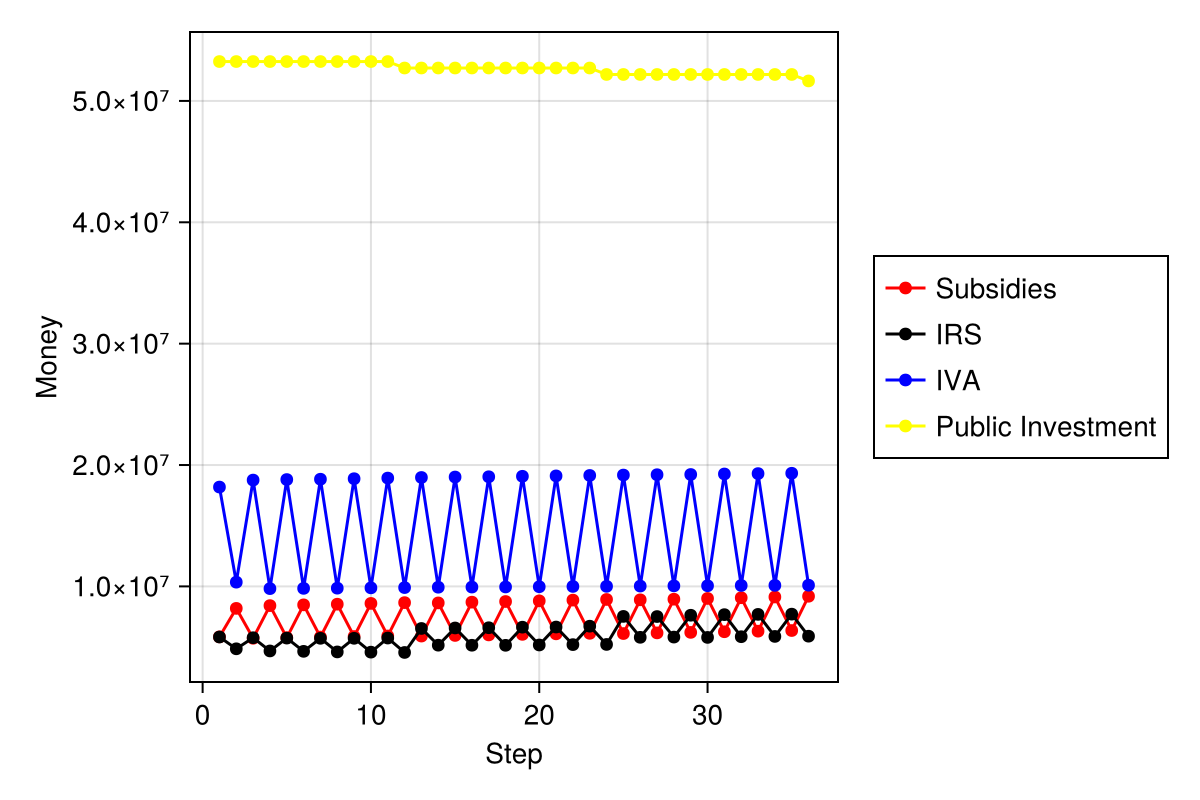 5.0×10⁷
4.0×10⁷
3.0×10⁷
2.0×10⁷
1.0×10⁷
Money
0 10 20 30
Step
Subsidies
IRS
IVA
Public Investment